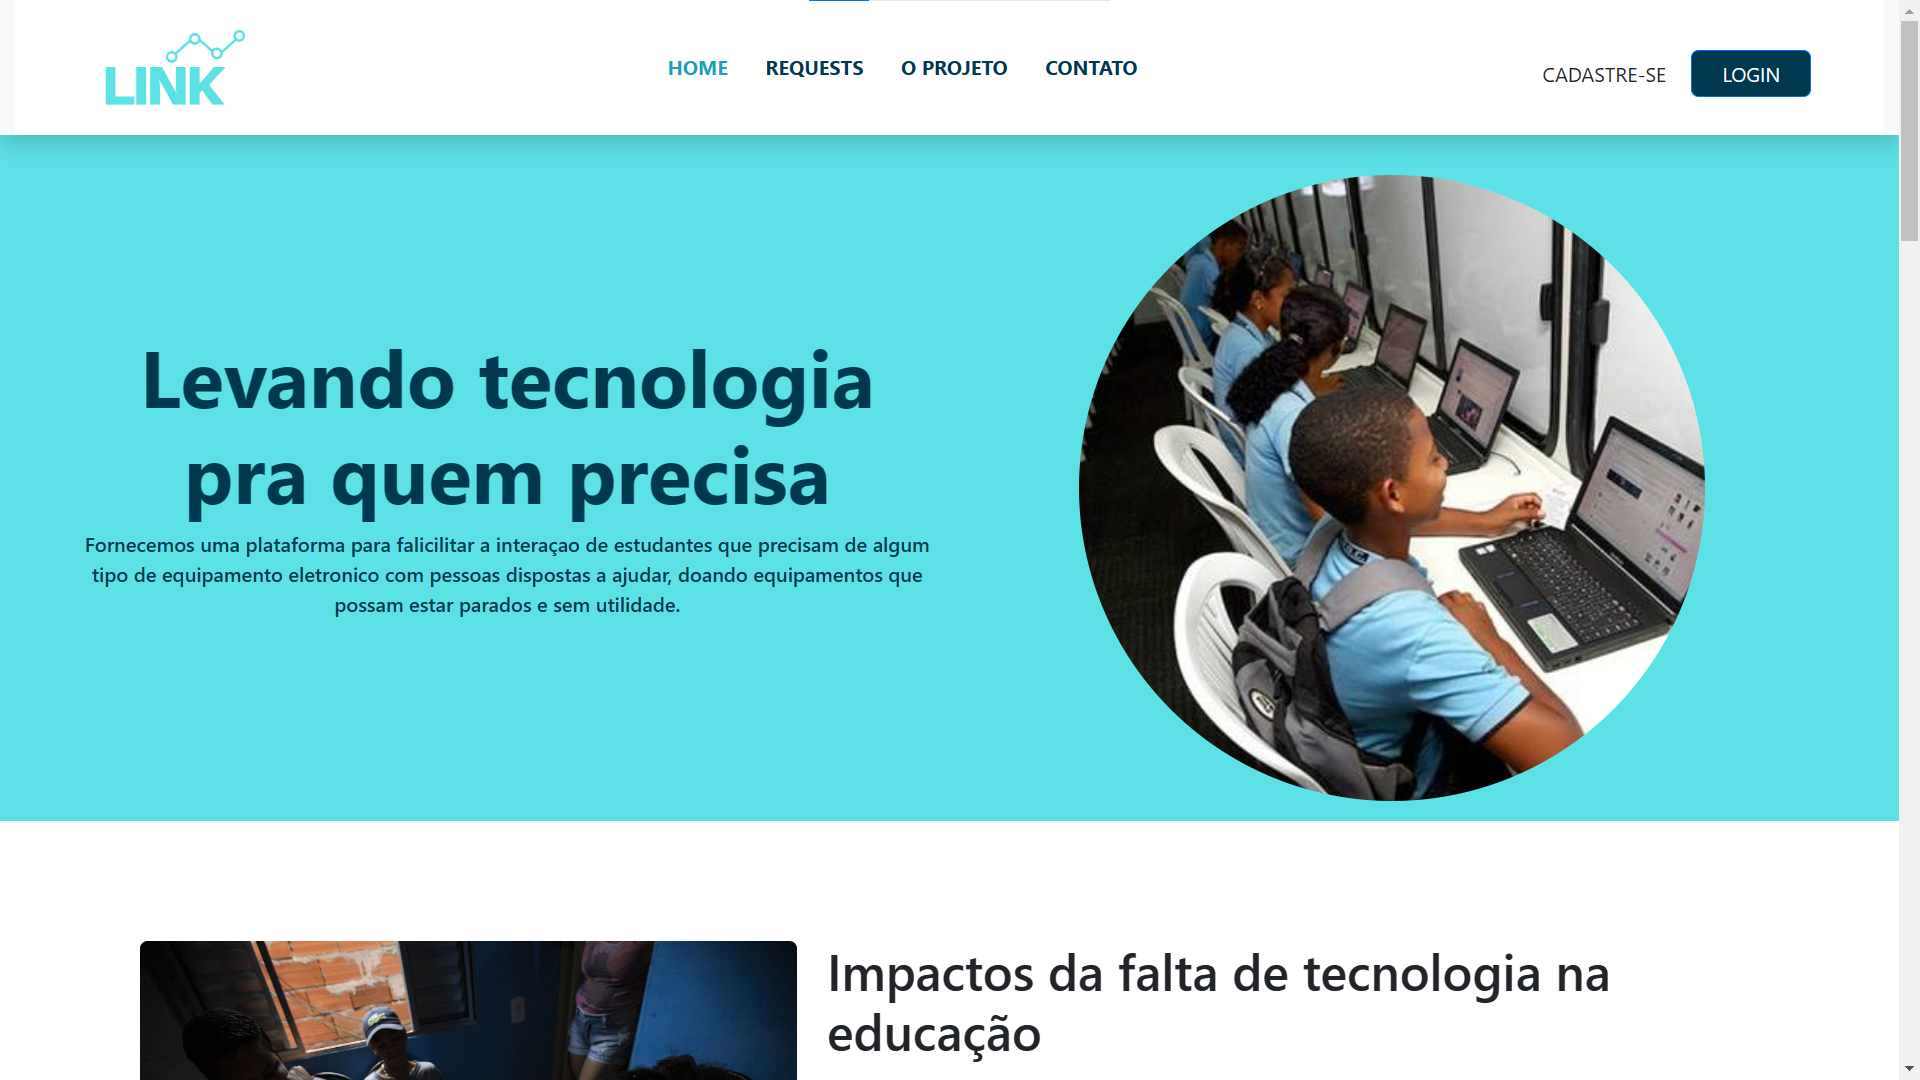 LINK
HOME
REQUESTS
O PROJETO
CONTATO
CADASTRE-SE
LOGIN
Levando tecnologia
pra quem precisa
Fornecemos uma plataforma para falicilitar a interaçao de estudantes que precisam de algum
tipo de equipamento eletronico com pessoas dispostas a ajudar, doando equipamentos que
possam estar parados e sem utilidade.
Impactos da falta de tecnologia na
educação